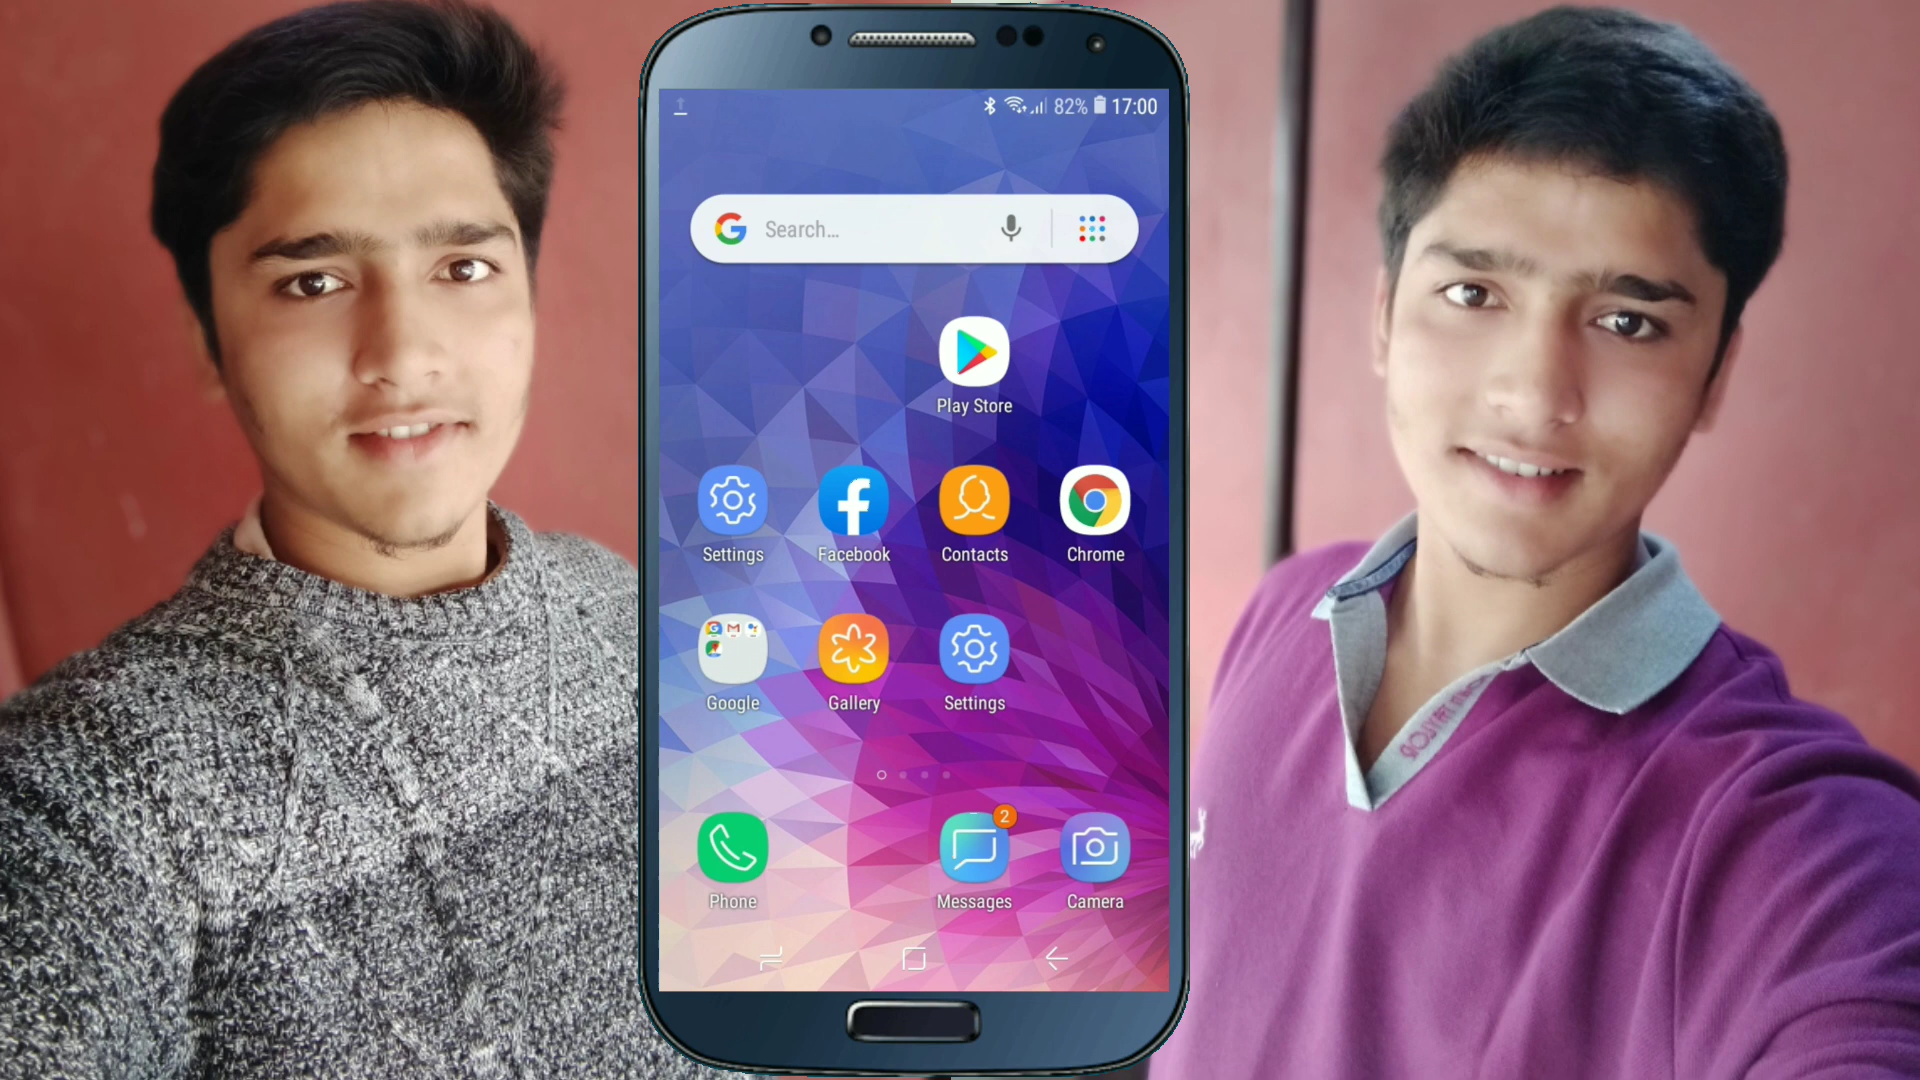 82% 17:00
Search...
Play Store
Settings Facebook Contacts Chrome
Google Gallery Settings
2
Phone Messages Camera